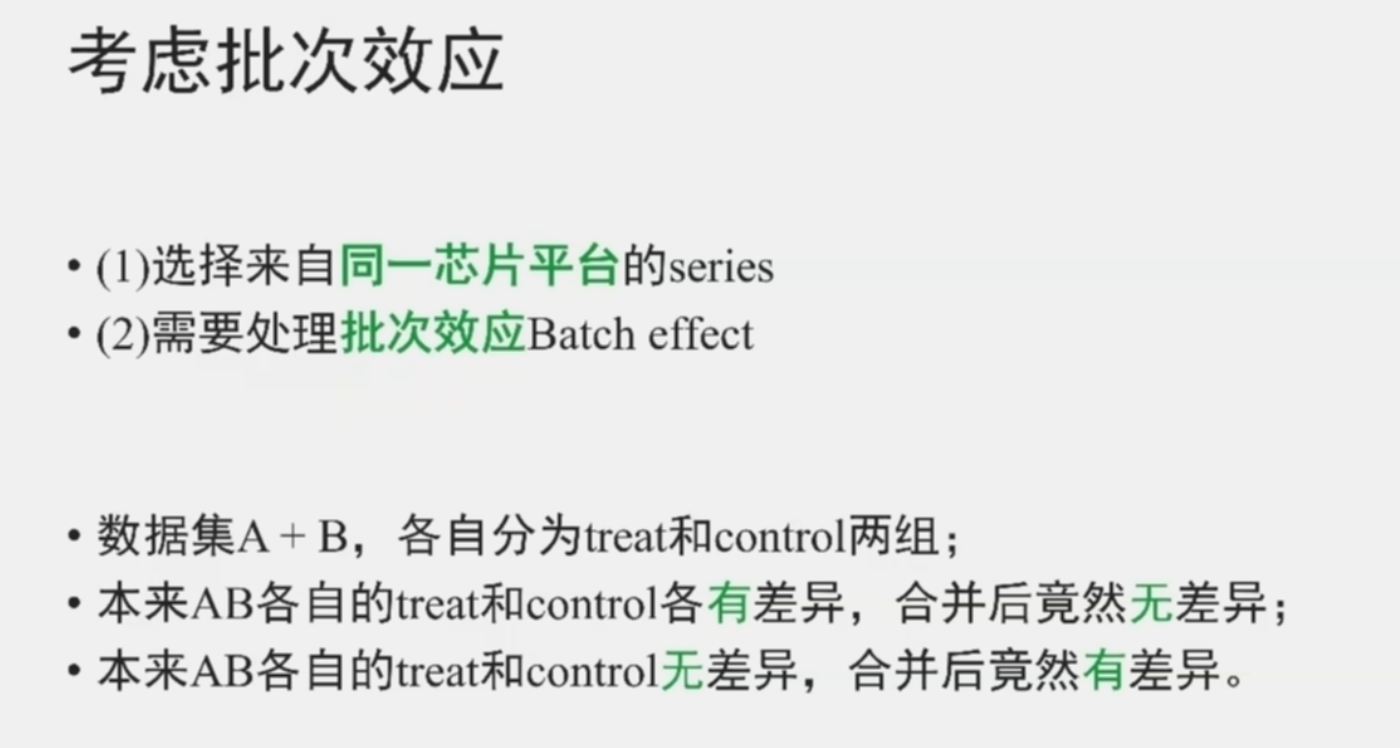 考虑批次效应
• (1)选择来自同一芯片平台的series
• (2)需要处理批次效应Batch effect
• 数据集A + B，各自分为treat和control两组；
• 本来AB各自的treat和control各有差异，合并后竟然无差异；
• 本来AB各自的treat和control无差异，合并后竟然有差异。